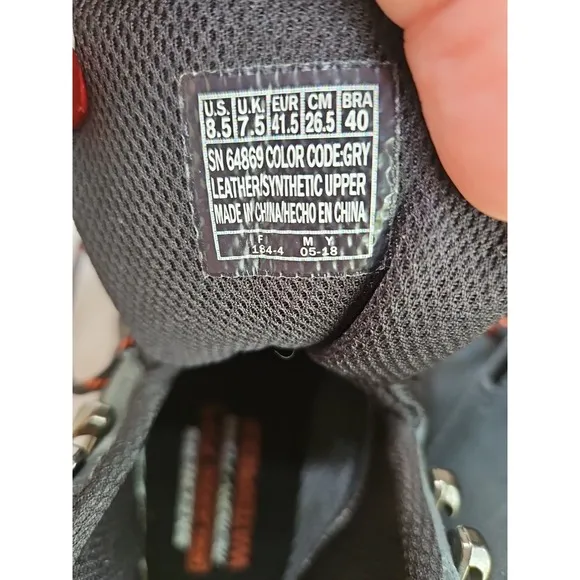 U.S. U.K. EUR CM BRA
8.5 7.5 41.5 26.5 40
SN 64869 COLOR CODE:GRY
LEATHER/SYNTHETIC UPPER
MADE IN CHINA/HECHO EN CHINA
F M Y
184-4 05-18